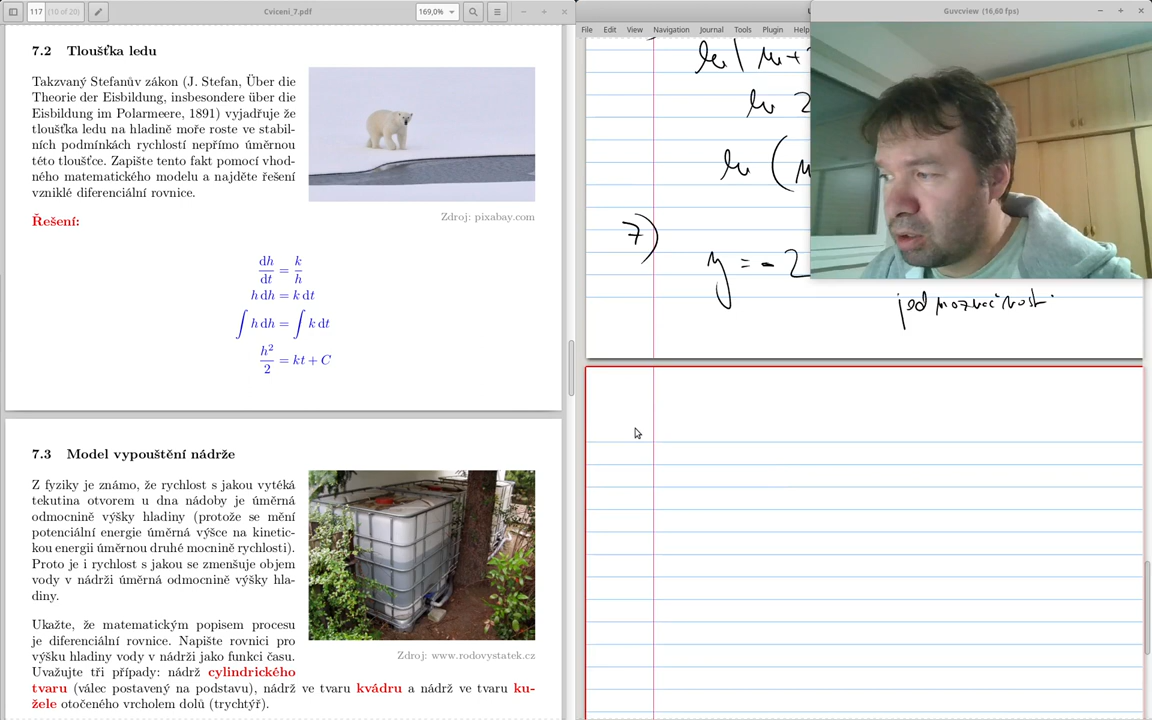 117
(10 of 20)
Cviceni_7.pdf
169,0%
7.2 Tloušťka ledu
Takzvaný Stefanův zákon (J. Stefan, Über die
Theorie der Eisbildung, insbesondere über die
Eisbildung im Polarmeere, 1891) vyjadřuje že
tloušťka ledu na hladině moře roste ve stabil-
ních podmínkách rychlostí nepřímo úměrnou
této tloušťce. Zapište tento fakt pomocí vhod-
ného matematického modelu a najděte řešení
vzniklé diferenciální rovnice.
Zdroj: pixabay.com
Řešení:
dh/dt = k/h
h dh = k dt
∫ h dh = ∫ k dt
h²/2 = kt + C
7.3 Model vypouštění nádrže
Z fyziky je známo, že rychlost s jakou vytéká
tekutina otvorem u dna nádoby je úměrná
odmocnině výšky hladiny (protože se mění
potenciální energie úměrná výšce na kinetic-
kou energii úměrnou druhé mocnině rychlosti).
Proto je i rychlost s jakou se zmenšuje objem
vody v nádrži úměrná odmocnině výšky hla-
diny.
Ukažte, že matematickým popisem procesu
je diferenciální rovnice. Napište rovnici pro
výšku hladiny vody v nádrži jako funkci času.
Uvažujte tři případy: nádrž cylindrického
tvaru (válec postavený na podstavu), nádrž ve tvaru kvádru a nádrž ve tvaru ku-
žele otočeného vrcholem dolů (trychtýř).
Zdroj: www.rodovystatek.cz
File Edit View Navigation Journal Tools Plugin Help
Guvcview (16,60 fps)
ln 2
7)
y = - 2